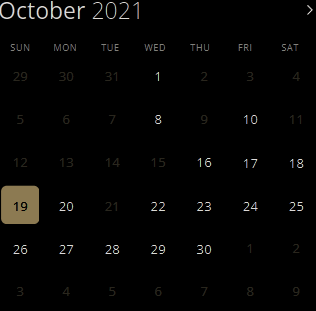 October 2021
SUN MON TUE WED THU FRI SAT
29 30 31 1 2 3 4
5 6 7 8 9 10 11
12 13 14 15 16 17 18
19 20 21 22 23 24 25
26 27 28 29 30 1 2
3 4 5 6 7 8 9